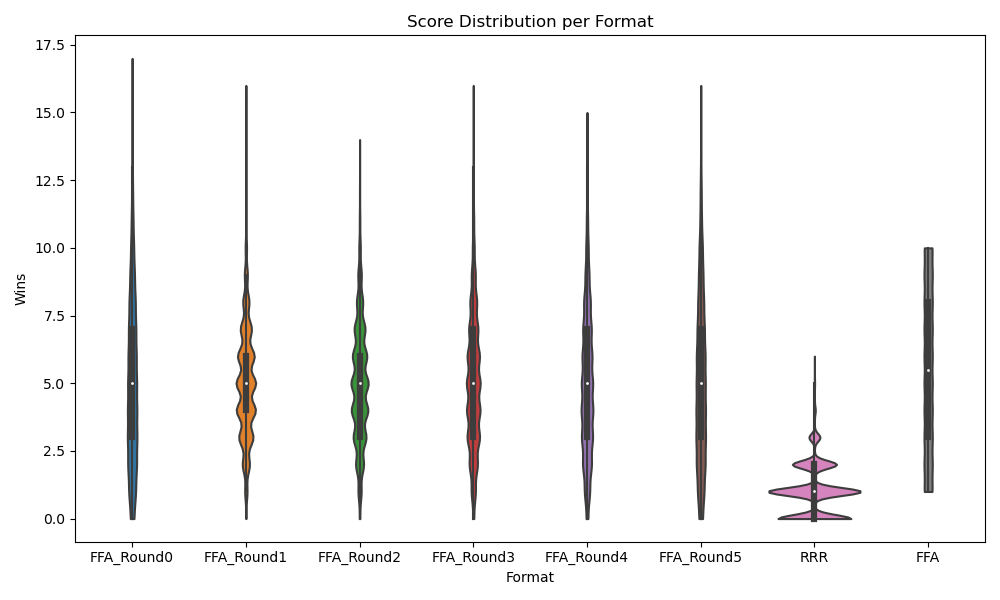 Score Distribution per Format
Wins
17.5
15.0
12.5
10.0
7.5
5.0
2.5
0.0
FFA_Round0 FFA_Round1 FFA_Round2 FFA_Round3 FFA_Round4 FFA_Round5 RRR FFA
Format